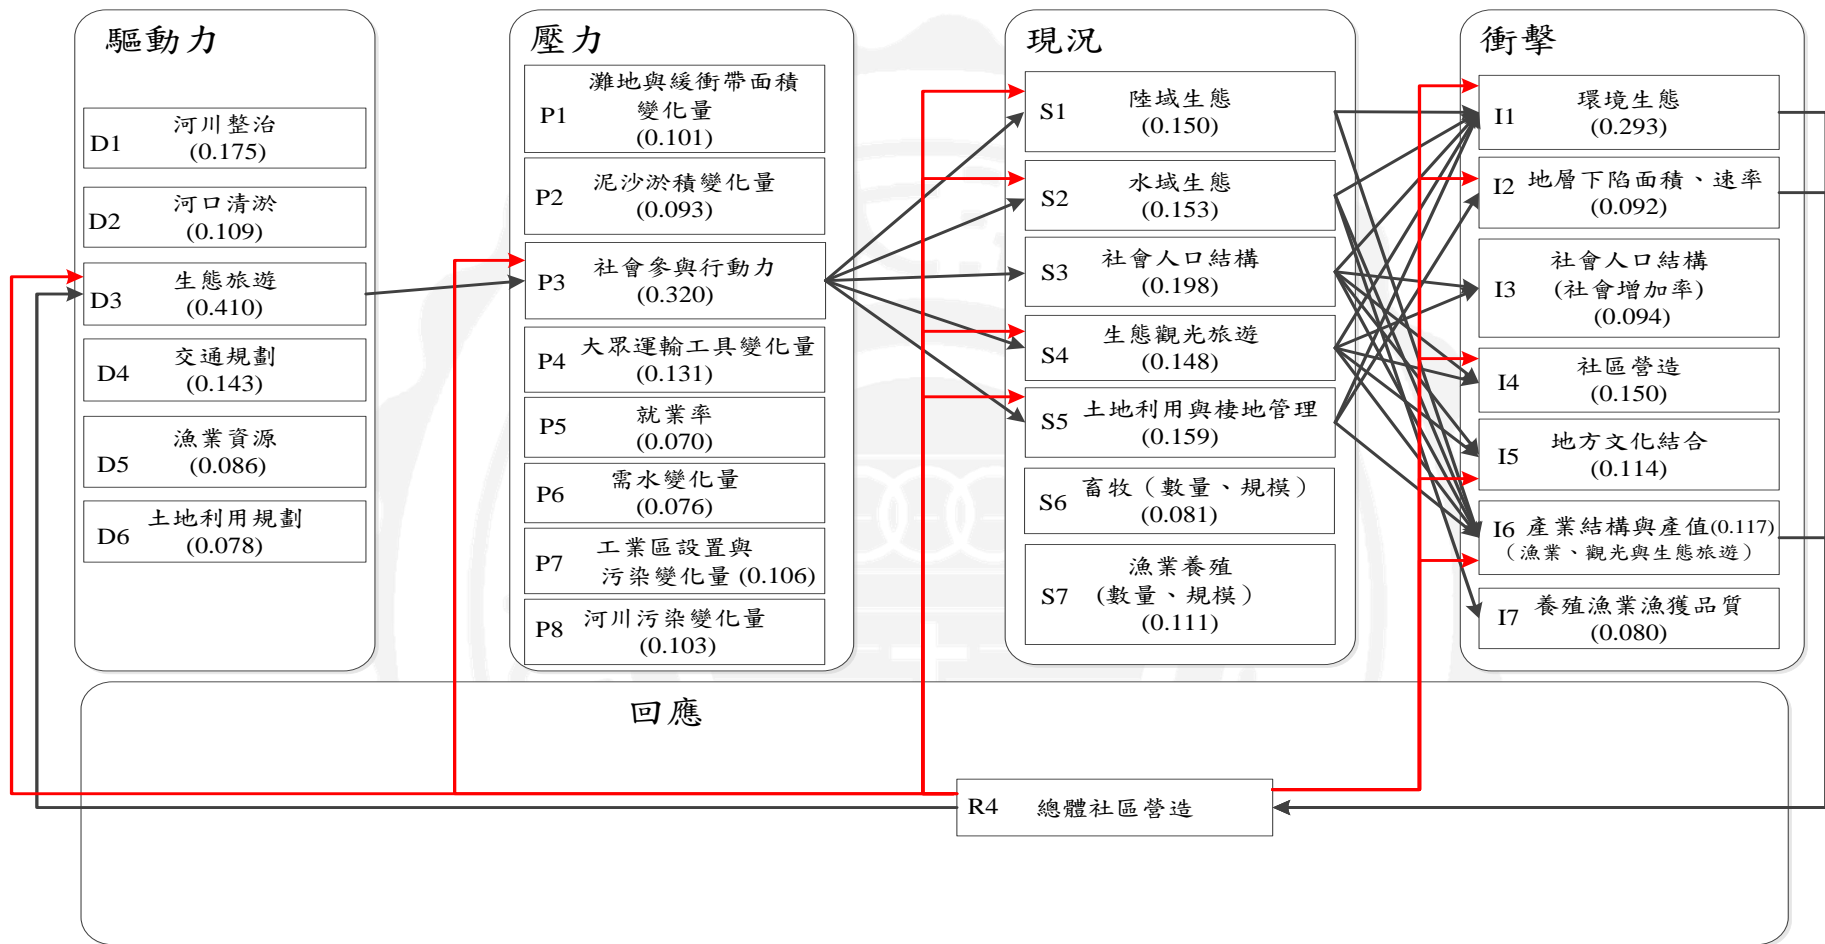 驅動力
D1 河川整治
(0.175)
D2 河口清淤
(0.109)
D3 生態旅遊
(0.410)
D4 交通規劃
(0.143)
D5 漁業資源
(0.086)
D6 土地利用規劃
(0.078)
壓力
P1 灘地與緩衝帶面積
變化量
(0.101)
P2 泥沙淤積變化量
(0.093)
P3 社會參與行動力
(0.320)
P4 大眾運輸工具變化量
(0.131)
P5 就業率
(0.070)
P6 需水變化量
(0.076)
P7 工業區設置與
污染變化量 (0.106)
P8 河川污染變化量
(0.103)
現況
S1 陸域生態
(0.150)
S2 水域生態
(0.153)
S3 社會人口結構
(0.198)
S4 生態觀光旅遊
(0.148)
S5 土地利用與棲地管理
(0.159)
S6 畜牧（數量、規模）
(0.081)
S7 漁業養殖
(數量、規模）
(0.111)
衝擊
I1 環境生態
(0.293)
I2 地層下陷面積、速率
(0.092)
I3 社會人口結構
(社會增加率)
(0.094)
I4 社區營造
(0.150)
I5 地方文化結合
(0.114)
I6 產業結構與產值(0.117)
（漁業、觀光與生態旅遊）
I7 養殖漁業漁獲品質
(0.080)
回應
R4 總體社區營造